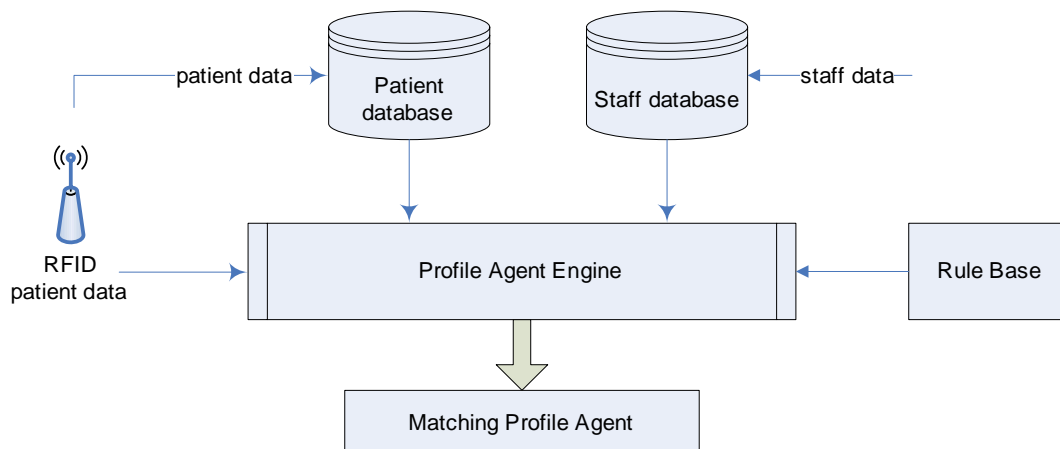 patient data
Patient
database
Staff database
staff data
RFID
patient data
Profile Agent Engine
Rule Base
Matching Profile Agent